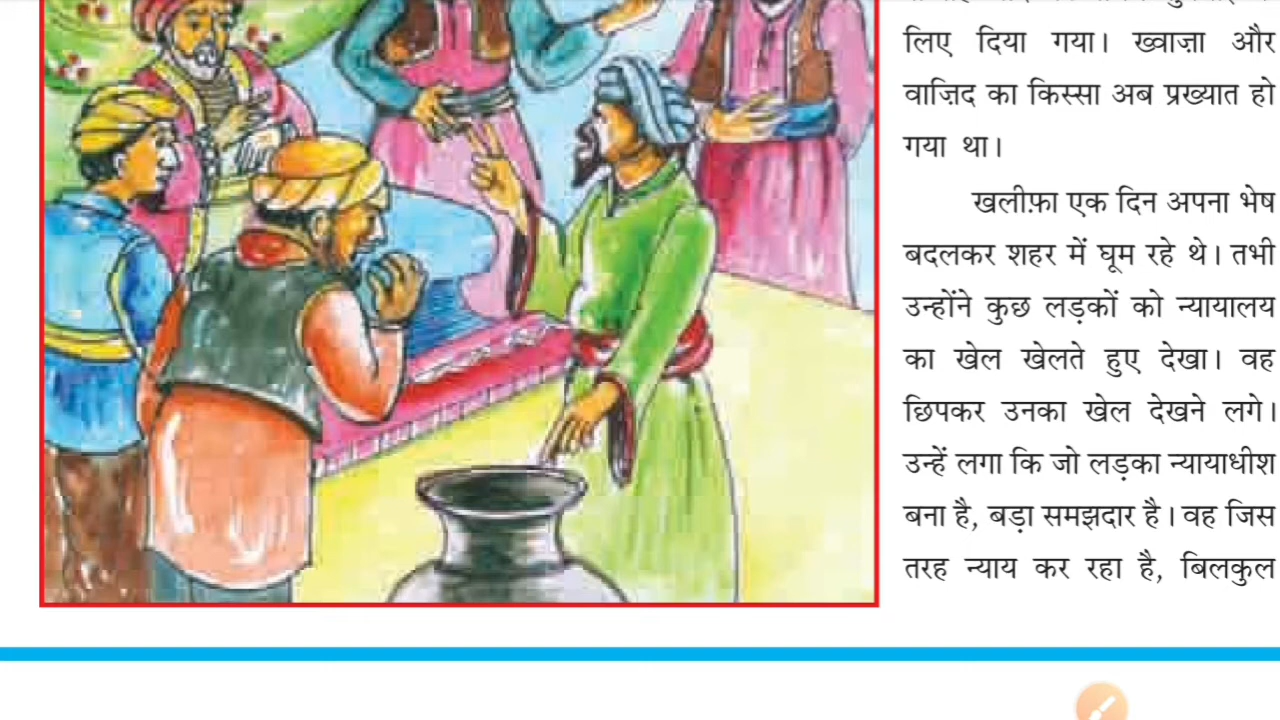 लिए दिया गया। ख्वाज़ा और
वाज़िद का किस्सा अब प्रख्यात हो
गया था।
खलीफ़ा एक दिन अपना भेष
बदलकर शहर में घूम रहे थे। तभी
उन्होंने कुछ लड़कों को न्यायालय
का खेल खेलते हुए देखा। वह
छिपकर उनका खेल देखने लगे।
उन्हें लगा कि जो लड़का न्यायाधीश
बना है, बड़ा समझदार है। वह जिस
तरह न्याय कर रहा है, बिलकुल